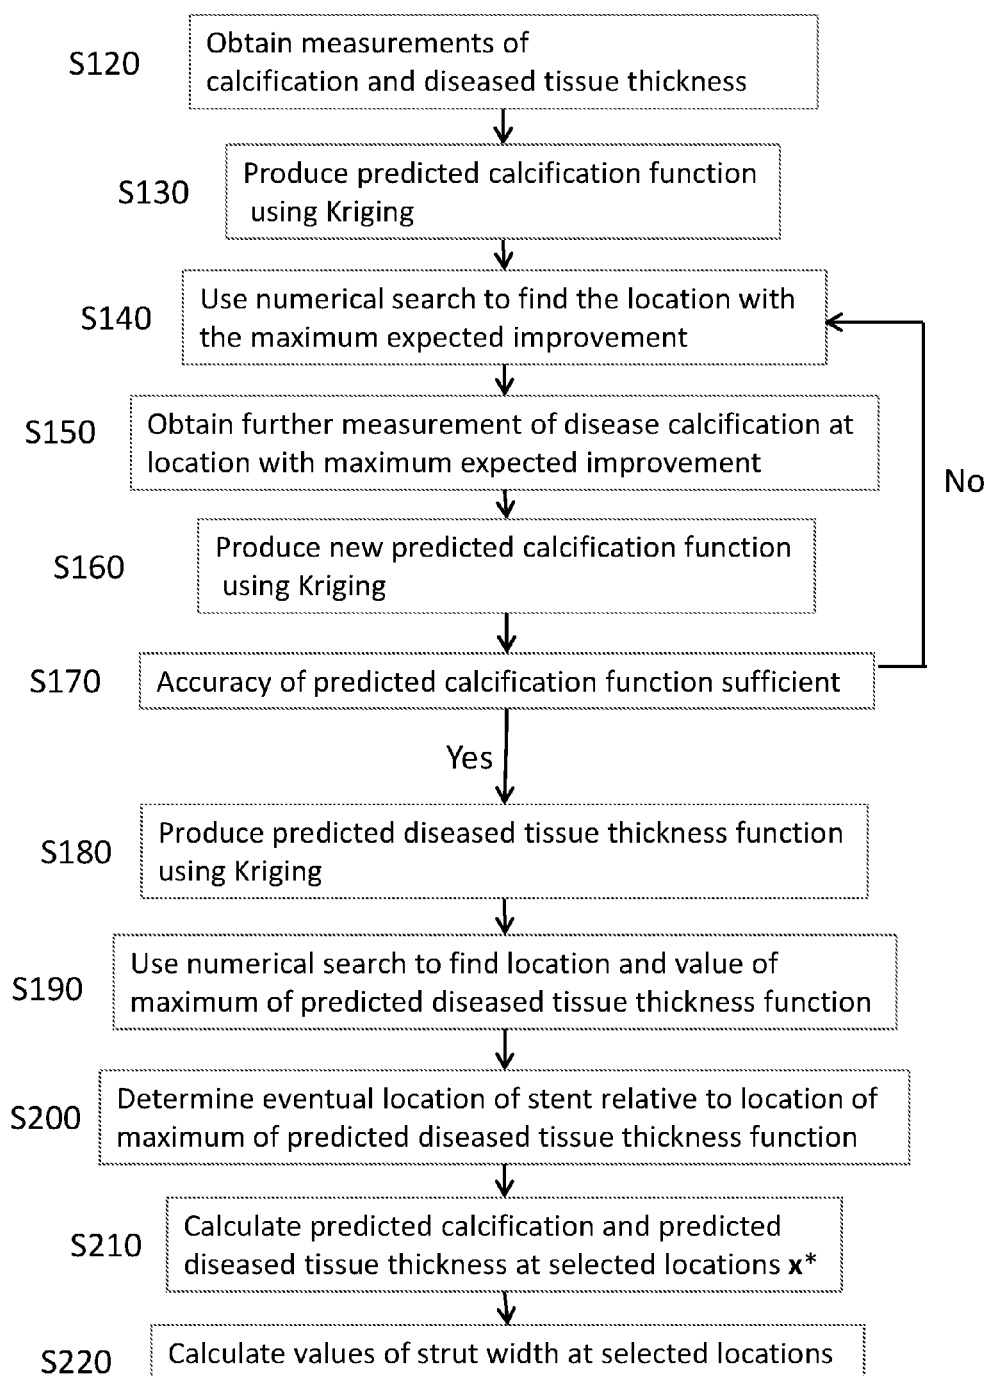 S120
Obtain measurements of
calcification and diseased tissue thickness
S130
Produce predicted calcification function
using Kriging
S140
Use numerical search to find the location with
the maximum expected improvement
S150
Obtain further measurement of disease calcification at
location with maximum expected improvement
No
S160
Produce new predicted calcification function
using Kriging
S170
Accuracy of predicted calcification function sufficient
Yes
S180
Produce predicted diseased tissue thickness function
using Kriging
S190
Use numerical search to find location and value of
maximum of predicted diseased tissue thickness function
S200
Determine eventual location of stent relative to location of
maximum of predicted diseased tissue thickness function
S210
Calculate predicted calcification and predicted
diseased tissue thickness at selected locations x*
S220
Calculate values of strut width at selected locations